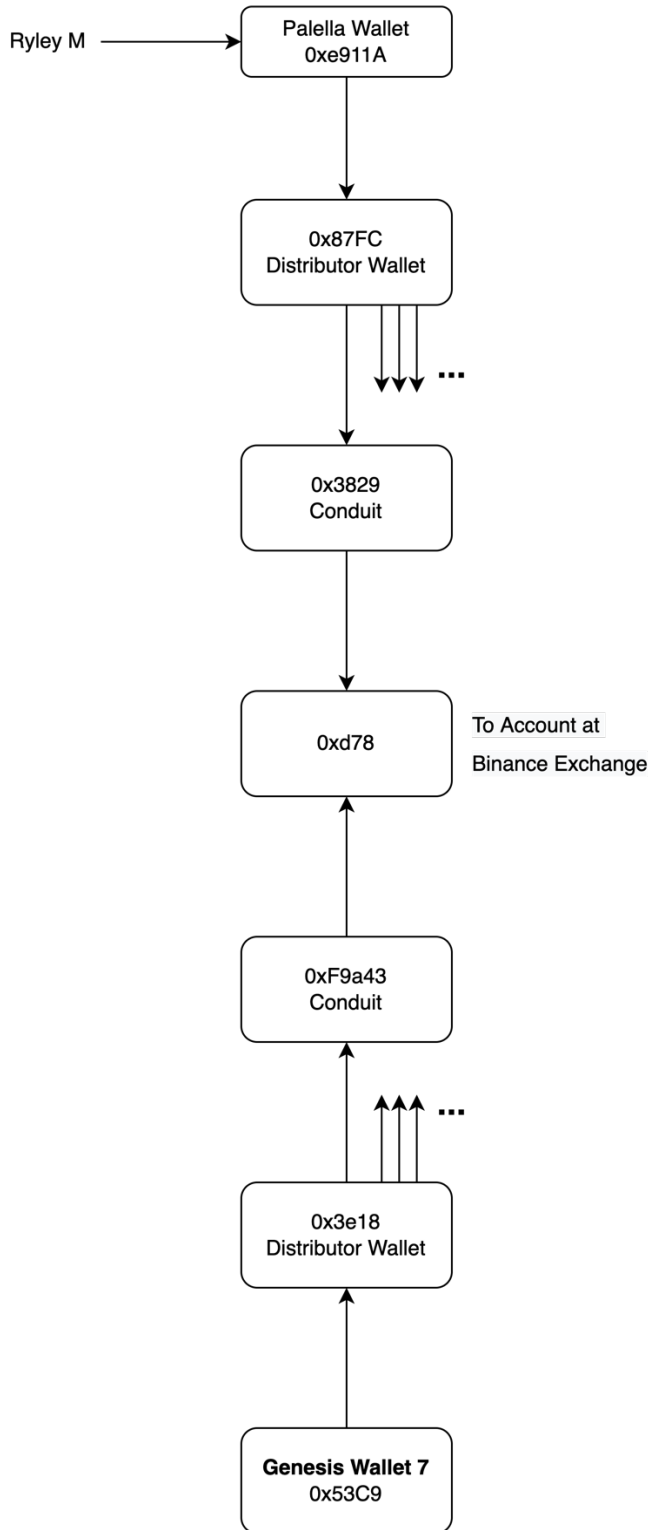 Ryley M
Palella Wallet
0xe911A
0x87FC
Distributor Wallet
...
0x3829
Conduit
0xd78
To Account at
Binance Exchange
0xF9a43
Conduit
...
0x3e18
Distributor Wallet
Genesis Wallet 7
0x53C9